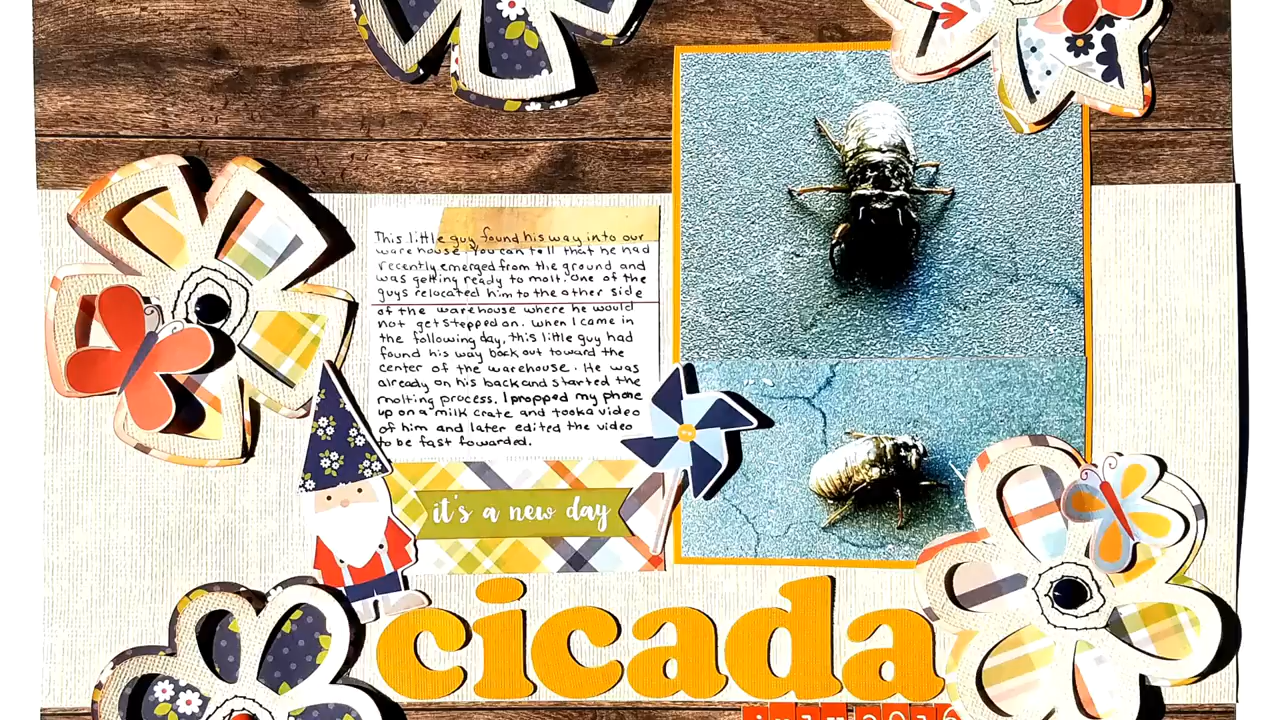 This little guy found his way into our
warehouse. You can tell that he had
recently emerged from the ground and
was getting ready to molt. One of the
guys relocated him to the other side
of the warehouse where he would
not get stepped on. When I came in
the following day, this little guy had
found his way back out toward the
center of the warehouse. He was
already on his back and started the
molting process. I propped my phone
up on a milk crate and took a video
of him and later edited the video
to be fast fowarded.
it's a new day
cicada